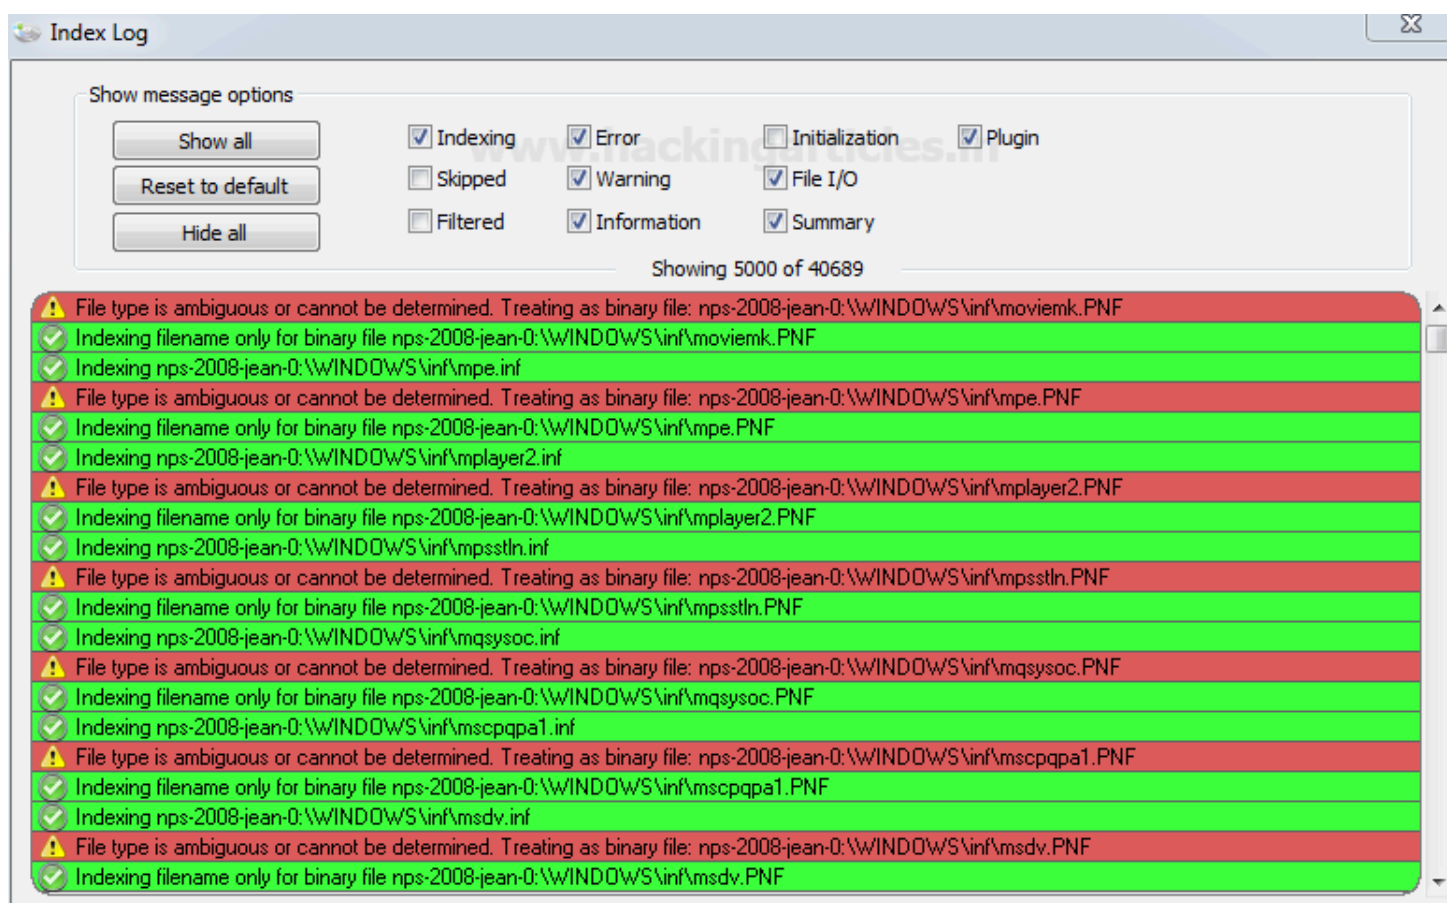 Index Log
Show message options
Show all
Indexing
Error
Initialization
Plugin
www.hackingarticles.in
Reset to default
Skipped
Warning
File I/O
Hide all
Filtered
Information
Summary
Showing 5000 of 40689
File type is ambiguous or cannot be determined. Treating as binary file: nps-2008-jean-0:\WINDOWS\inf\moviemk.PNF
Indexing filename only for binary file nps-2008-jean-0:\WINDOWS\inf\moviemk.PNF
Indexing nps-2008-jean-0:\WINDOWS\inf\mpe.inf
File type is ambiguous or cannot be determined. Treating as binary file: nps-2008-jean-0:\WINDOWS\inf\mpe.PNF
Indexing filename only for binary file nps-2008-jean-0:\WINDOWS\inf\mpe.PNF
Indexing nps-2008-jean-0:\WINDOWS\inf\mplayer2.inf
File type is ambiguous or cannot be determined. Treating as binary file: nps-2008-jean-0:\WINDOWS\inf\mplayer2.PNF
Indexing filename only for binary file nps-2008-jean-0:\WINDOWS\inf\mplayer2.PNF
Indexing nps-2008-jean-0:\WINDOWS\inf\mpsstln.inf
File type is ambiguous or cannot be determined. Treating as binary file: nps-2008-jean-0:\WINDOWS\inf\mpsstln.PNF
Indexing filename only for binary file nps-2008-jean-0:\WINDOWS\inf\mpsstln.PNF
Indexing nps-2008-jean-0:\WINDOWS\inf\mqsysoc.inf
File type is ambiguous or cannot be determined. Treating as binary file: nps-2008-jean-0:\WINDOWS\inf\mqsysoc.PNF
Indexing filename only for binary file nps-2008-jean-0:\WINDOWS\inf\mqsysoc.PNF
Indexing nps-2008-jean-0:\WINDOWS\inf\mscpqpa1.inf
File type is ambiguous or cannot be determined. Treating as binary file: nps-2008-jean-0:\WINDOWS\inf\mscpqpa1.PNF
Indexing filename only for binary file nps-2008-jean-0:\WINDOWS\inf\mscpqpa1.PNF
Indexing nps-2008-jean-0:\WINDOWS\inf\msdv.inf
File type is ambiguous or cannot be determined. Treating as binary file: nps-2008-jean-0:\WINDOWS\inf\msdv.PNF
Indexing filename only for binary file nps-2008-jean-0:\WINDOWS\inf\msdv.PNF